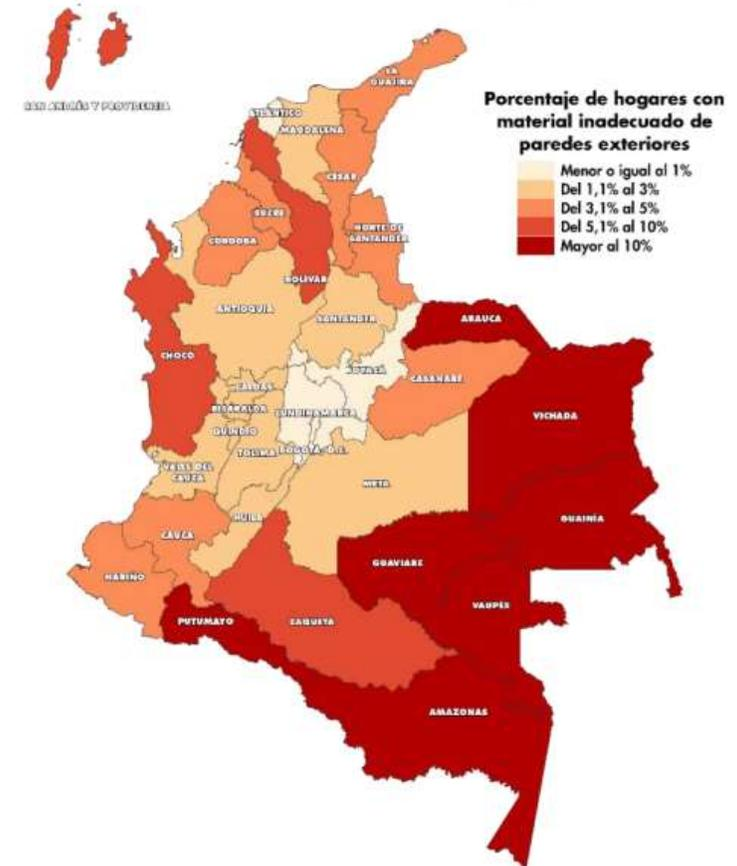 SAN ANDRÉS Y PROVIDENCIA
LA
GUAJIRA
Porcentaje de hogares con
material inadecuado de
paredes exteriores
Menor o igual al 1%
Del 1,1% al 3%
Del 3,1% al 5%
Del 5,1% al 10%
Mayor al 10%
ATLÁNTICO
MAGDALENA
CESAR
SUCRE
NORTE DE
SANTANDER
CÓRDOBA
BOLÍVAR
ANTIOQUIA
SANTANDER
ARAUCA
CHOCÓ
BOYACÁ
CASANARE
CALDAS
RISARALDA
CUNDINAMARCA
VICHADA
QUINDÍO
TOLIMA
BOGOTÁ, D.C.
VALLE DEL
CAUCA
META
HUILA
GUAINÍA
CAUCA
GUAVIARE
NARIÑO
VAUPÉS
PUTUMAYO
CAQUETÁ
AMAZONAS